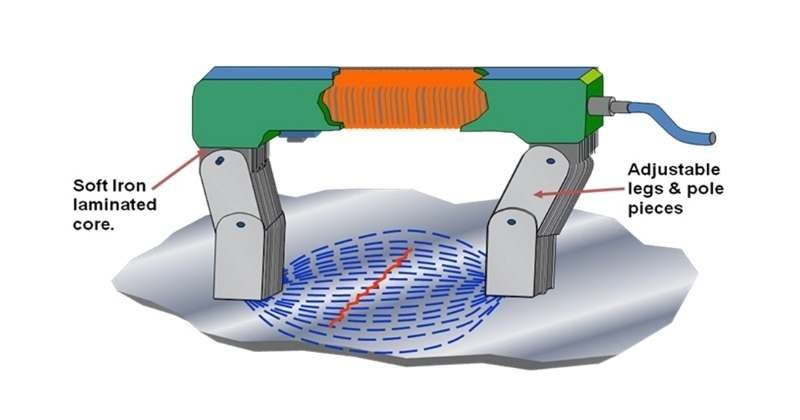 Soft Iron
laminated
core.
Adjustable
legs & pole
pieces